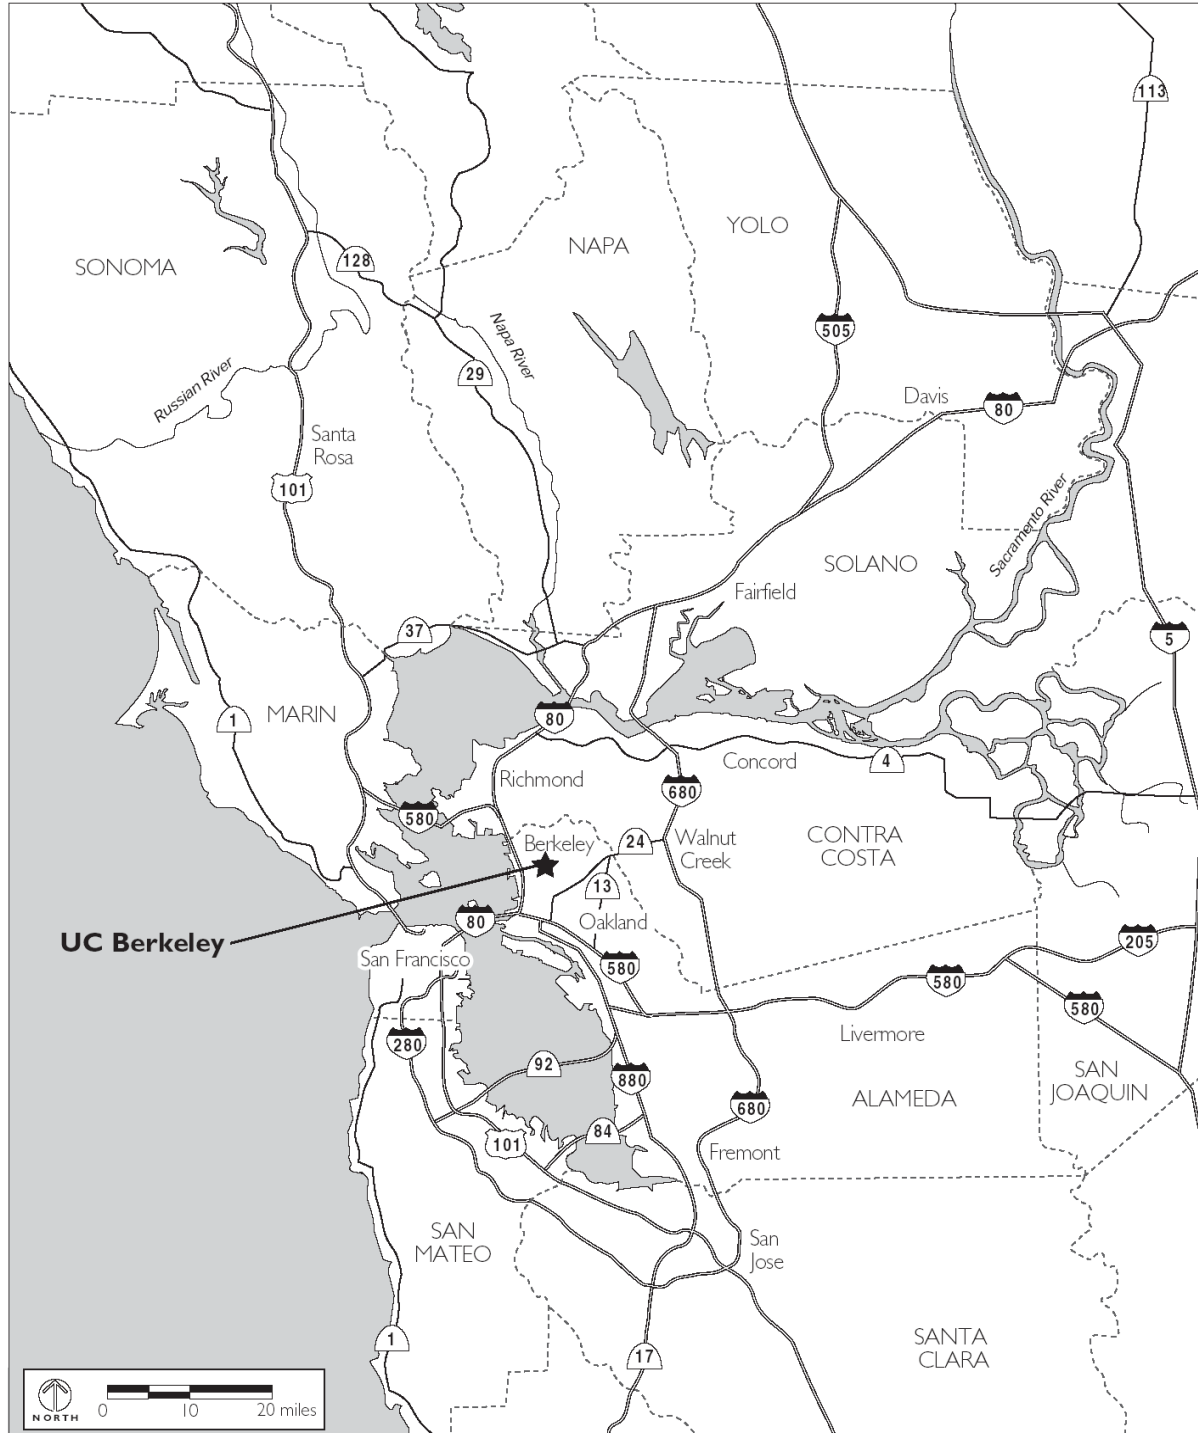 113
YOLO
NAPA
SONOMA
128
Napa River
505
29
Russian River
Davis
80
Santa
Rosa
101
Sacramento River
SOLANO
Fairfield
37
5
1
MARIN
80
Concord
4
Richmond
680
580
Berkeley
24
Walnut
Creek
CONTRA
COSTA
13
Oakland
80
UC Berkeley
San Francisco
205
580
580
580
Livermore
280
92
880
SAN
JOAQUIN
ALAMEDA
680
84
101
Fremont
SAN
MATEO
San
Jose
1
SANTA
CLARA
17
NORTH
0 10 20 miles